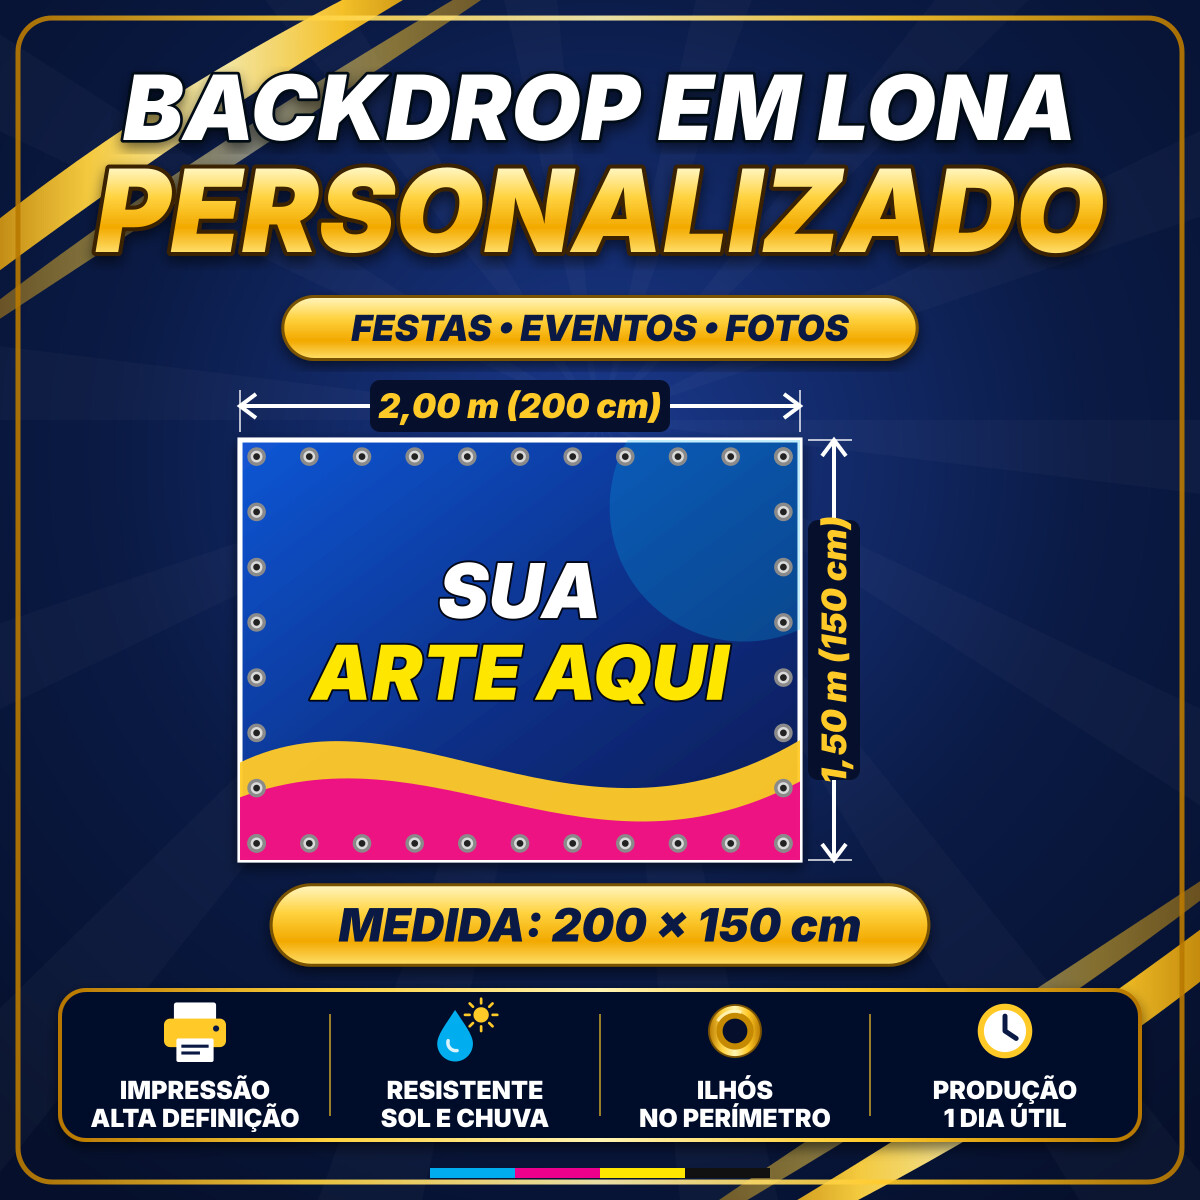 BACKDROP EM LONA
PERSONALIZADO
FESTAS • EVENTOS • FOTOS
2,00 m (200 cm)
1,50 m (150 cm)
SUA
ARTE AQUI
MEDIDA: 200 × 150 cm
IMPRESSÃO
ALTA DEFINIÇÃO
RESISTENTE
SOL E CHUVA
ILHÓS
NO PERÍMETRO
PRODUÇÃO
1 DIA ÚTIL